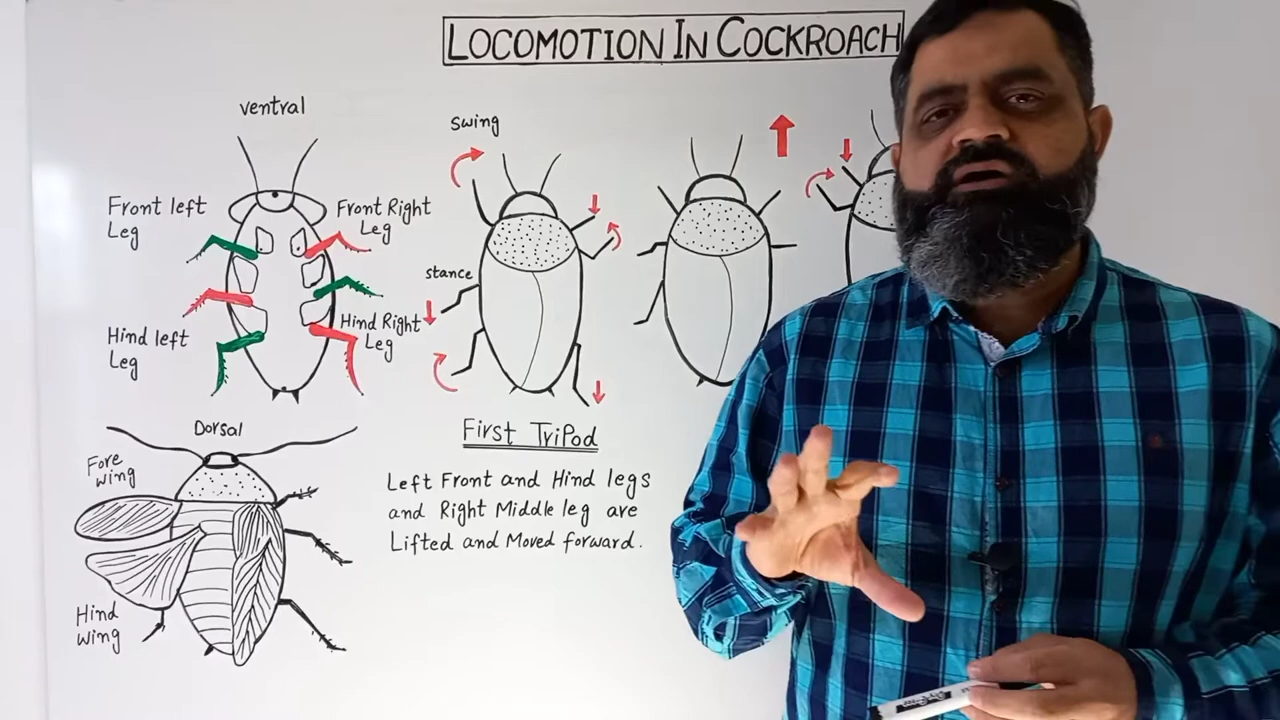 LOCOMOTION IN COCKROACH
ventral
Front left
Leg
Front Right
Leg
Hind left
Leg
Hind Right
Leg
Swing
stance
Dorsal
Fore
wing
Hind
wing
First TriPod
Left Front and Hind legs
and Right Middle leg are
Lifted and Moved forward.